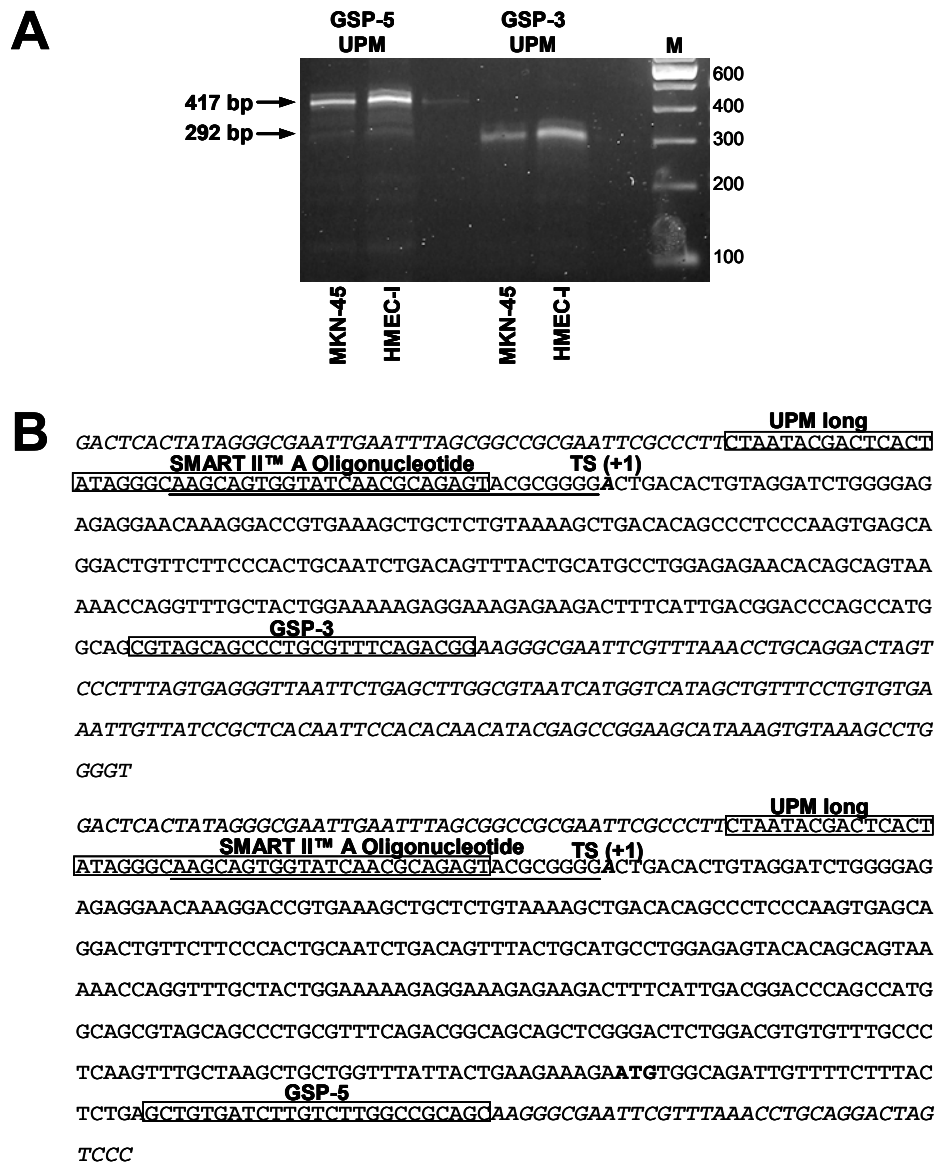 A
GSP-5
UPM
GSP-3
UPM
M
417 bp
292 bp
600
400
300
200
100
MKN-45
HMEC-I
MKN-45
HMEC-I
B
UPM long
GACTCACTATAGGGCGAATTGAATTTAGCGGCCGCGAATTCGCCCTTCTAATACGACTCACT
SMART II™ A Oligonucleotide TS (+1)
ATAGGGCAAGCAGTGGTATCAACGCAGAGTACGCGGGGACTGACACTGTAGGATCTGGGGAG
AGAGGAACAAAGGACCGTGAAAGCTGCTCTGTAAAAGCTGACACAGCCCTCCCAAGTGAGCA
GGACTGTTCTTCCCACTGCAATCTGACAGTTTACTGCATGCCTGGAGAGAACACAGCAGTAA
AAACCAGGTTTGCTACTGGAAAAAGAGGAAAGAGAAGACTTTCATTGACGGACCCAGCCATG
GSP-3
GCAGCGTAGCAGCCCTGCGTTTCAGACGGAAGGGCGAATTCGTTTAAACCTGCAGGACTAGT
CCCTTTAGTGAGGGTTAATTCTGAGCTTGGCGTAATCATGGTCATAGCTGTTTCCTGTGTGA
AATTGTTATCCGCTCACAATTCCACACAACATACGAGCCGGAAGCATAAAGTGTAAAGCCTG
GGGT
UPM long
GACTCACTATAGGGCGAATTGAATTTAGCGGCCGCGAATTCGCCCTTCTAATACGACTCACT
SMART II™ A Oligonucleotide TS (+1)
ATAGGGCAAGCAGTGGTATCAACGCAGAGTACGCGGGGACTGACACTGTAGGATCTGGGGAG
AGAGGAACAAAGGACCGTGAAAGCTGCTCTGTAAAAGCTGACACAGCCCTCCCAAGTGAGCA
GGACTGTTCTTCCCACTGCAATCTGACAGTTTACTGCATGCCTGGAGAGTACACAGCAGTAA
AAACCAGGTTTGCTACTGGAAAAAGAGGAAAGAGAAGACTTTCATTGACGGACCCAGCCATG
GCAGCGTAGCAGCCCTGCGTTTCAGACGGCAGCAGCTCGGGACTCTGGACGTGTGTTTGCCC
TCAAGTTTGCTAAGCTGCTGGTTTATTACTGAAGAAAGAATGTGGCAGATTGTTTTCTTTAC
GSP-5
TCTGAGCTGTGATCTTGTCTTGGCCGCAGCAAGGGCGAATTCGTTTAAACCTGCAGGACTAG
TCCC